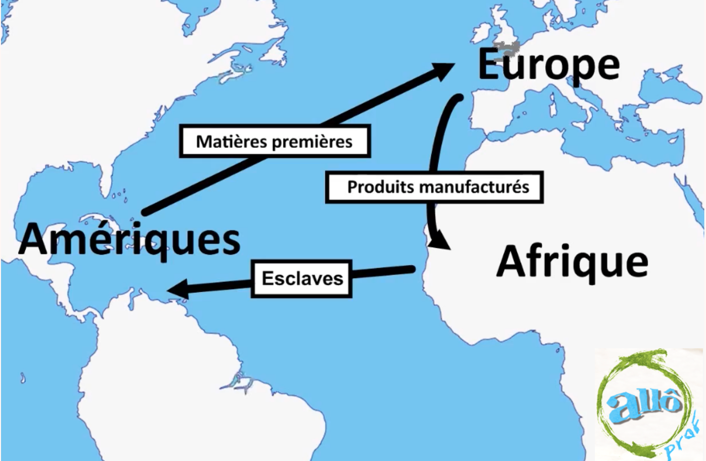 Europe
Matières premières
Produits manufacturés
Amériques
Afrique
Esclaves
allô
prof